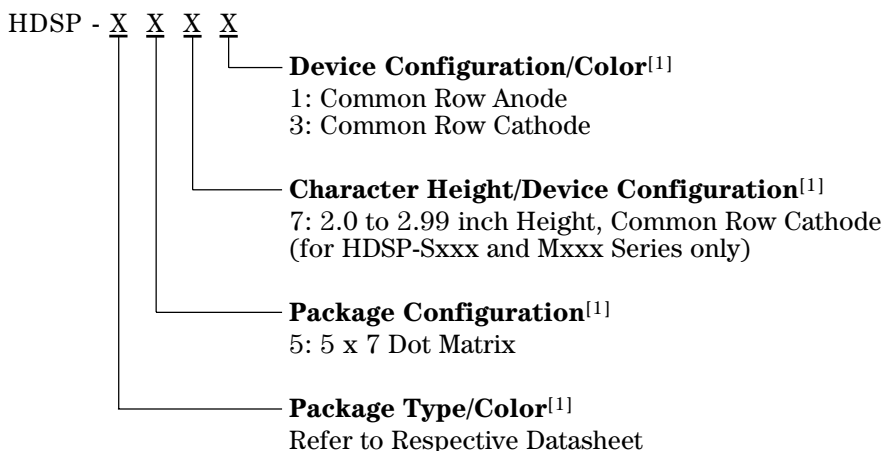 HDSP - X X X X
Device Configuration/Color[1]
1: Common Row Anode
3: Common Row Cathode
Character Height/Device Configuration[1]
7: 2.0 to 2.99 inch Height, Common Row Cathode
(for HDSP-Sxxx and Mxxx Series only)
Package Configuration[1]
5: 5 x 7 Dot Matrix
Package Type/Color[1]
Refer to Respective Datasheet